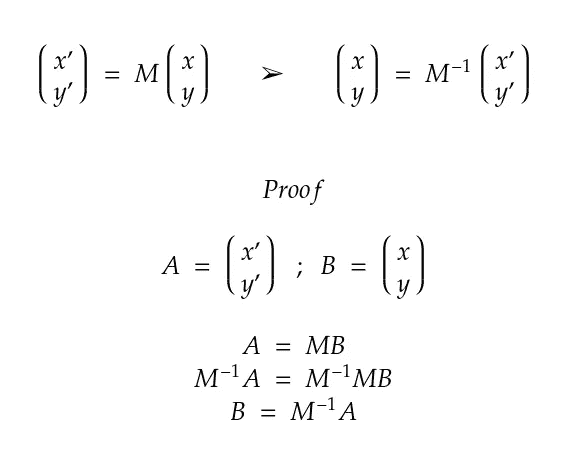 (x′ y′) = M (x y) ➢ (x y) = M⁻¹ (x′ y′)
Proof
A = (x′ y′) ; B = (x y)
A = MB
M⁻¹A = M⁻¹MB
B = M⁻¹A